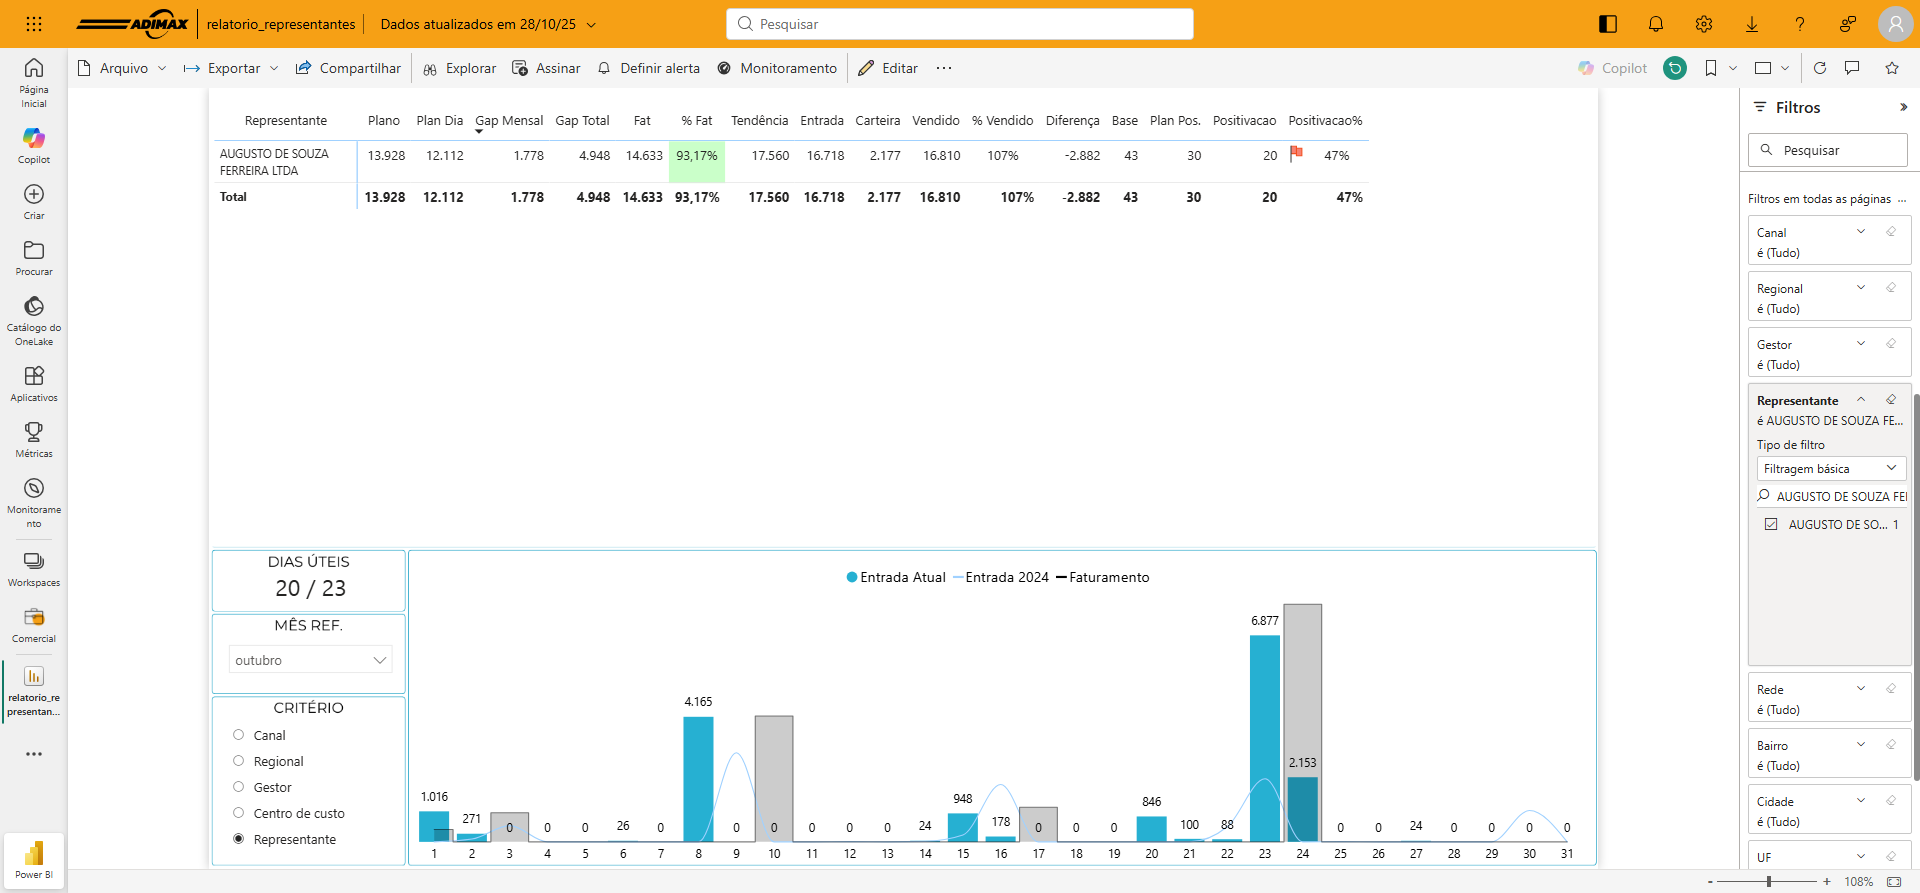 ADIMAX relatorio_representantes Dados atualizados em 28/10/25 Pesquisar A
Arquivo Exportar Compartilhar Explorar Assinar Definir alerta Monitoramento Editar ... Copilot
Página
Inicial
Copilot
Criar
Procurar
Catálogo do
OneLake
Aplicativos
Métricas
Monitorame
nto
Workspaces
Comercial
relatorio_re
presentan...
Power BI
Representante Plano Plan Dia Gap Mensal Gap Total Fat % Fat Tendência Entrada Carteira Vendido % Vendido Diferença Base Plan Pos. Positivacao Positivacao%
AUGUSTO DE SOUZA
FERREIRA LTDA 13.928 12.112 1.778 4.948 14.633 93,17% 17.560 16.718 2.177 16.810 107% -2.882 43 30 20 47%
Total 13.928 12.112 1.778 4.948 14.633 93,17% 17.560 16.718 2.177 16.810 107% -2.882 43 30 20 47%
DIAS ÚTEIS
20 / 23
MÊS REF.
outubro
CRITÉRIO
Canal
Regional
Gestor
Centro de custo
Representante
Entrada Atual Entrada 2024 Faturamento
1.016 271 0 0 0 26 0 4.165 0 0 0 0 0 24 948 178 0 0 0 846 100 88 6.877 2.153 0 0 24 0 0 0 0
1 2 3 4 5 6 7 8 9 10 11 12 13 14 15 16 17 18 19 20 21 22 23 24 25 26 27 28 29 30 31
Filtros
Pesquisar
Filtros em todas as páginas ...
Canal
é (Tudo)
Regional
é (Tudo)
Gestor
é (Tudo)
Representante
é AUGUSTO DE SOUZA FE...
Tipo de filtro
Filtragem básica
AUGUSTO DE SOUZA FE
AUGUSTO DE SO... 1
Rede
é (Tudo)
Bairro
é (Tudo)
Cidade
é (Tudo)
UF
- + 108%